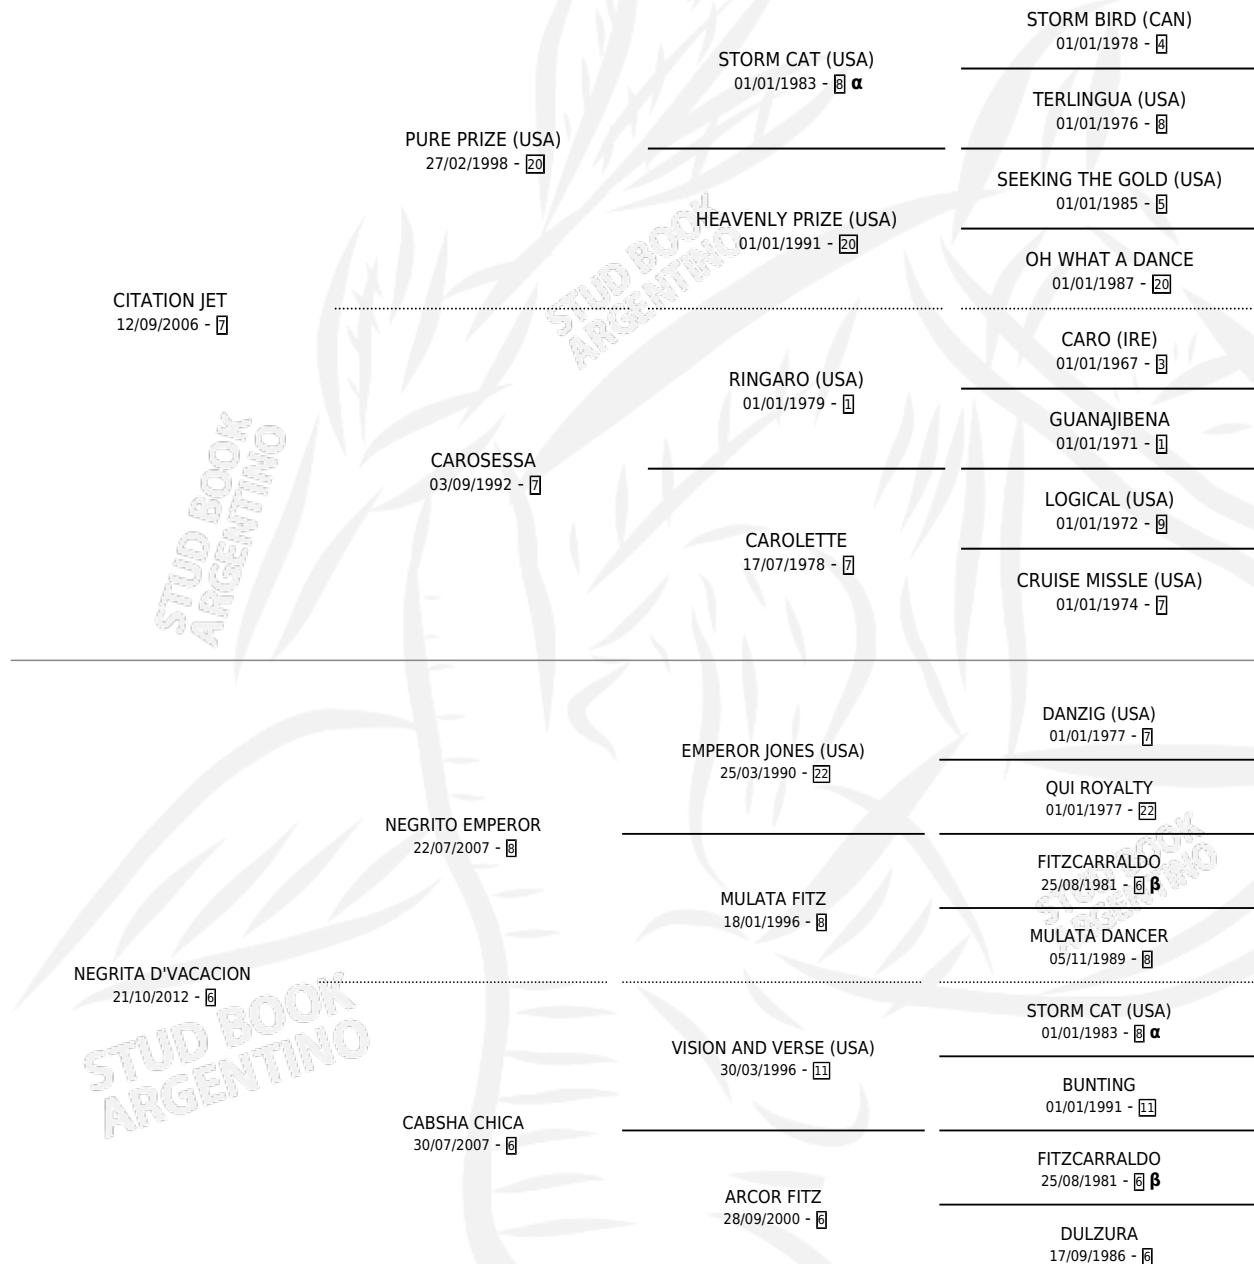 STORM BIRD (CAN)
01/01/1978 - 4
STORM CAT (USA)
01/01/1983 - 8 α
TERLINGUA (USA)
01/01/1976 - 8
PURE PRIZE (USA)
27/02/1998 - 20
SEEKING THE GOLD (USA)
01/01/1985 - 5
HEAVENLY PRIZE (USA)
01/01/1991 - 20
OH WHAT A DANCE
01/01/1987 - 20
CITATION JET
12/09/2006 - 7
CARO (IRE)
01/01/1967 - 3
RINGARO (USA)
01/01/1979 - 1
GUANAJIBENA
01/01/1971 - 1
CAROSESSA
03/09/1992 - 7
LOGICAL (USA)
01/01/1972 - 9
CAROLETTE
17/07/1978 - 7
CRUISE MISSLE (USA)
01/01/1974 - 7
DANZIG (USA)
01/01/1977 - 7
EMPEROR JONES (USA)
25/03/1990 - 22
QUI ROYALTY
01/01/1977 - 22
NEGRITO EMPEROR
22/07/2007 - 8
FITZCARRALDO
25/08/1981 - 6 β
MULATA FITZ
18/01/1996 - 8
MULATA DANCER
05/11/1989 - 8
NEGRITA D'VACACION
21/10/2012 - 6
STORM CAT (USA)
01/01/1983 - 8 α
VISION AND VERSE (USA)
30/03/1996 - 11
BUNTING
01/01/1991 - 11
CABSHA CHICA
30/07/2007 - 6
FITZCARRALDO
25/08/1981 - 6 β
ARCOR FITZ
28/09/2000 - 6
DULZURA
17/09/1986 - 6
STUD BOOK
ARGENTINO
STUD BOOK
ARGENTINO
STUD BOOK
ARGENTINO
STUD BOOK
ARGENTINO